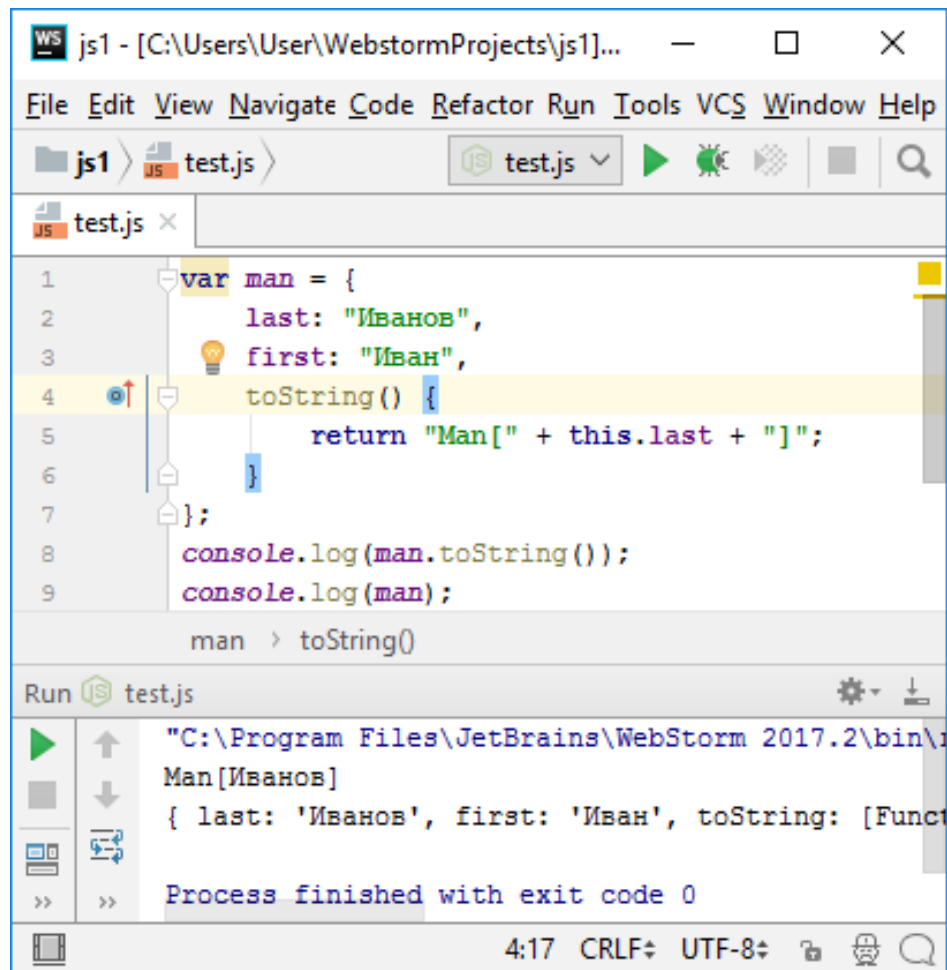 WS js1 - [C:\Users\User\WebstormProjects\js1]...
File Edit View Navigate Code Refactor Run Tools VCS Window Help
js1 JS test.js JS test.js
JS test.js
1 var man = {
2 last: "Иванов",
3 first: "Иван",
4 toString() {
5 return "Man[" + this.last + "]";
6 }
7 };
8 console.log(man.toString());
9 console.log(man);
man > toString()
Run JS test.js
"C:\Program Files\JetBrains\WebStorm 2017.2\bin\
Man[Иванов]
{ last: 'Иванов', first: 'Иван', toString: [Funct
Process finished with exit code 0
4:17 CRLF UTF-8